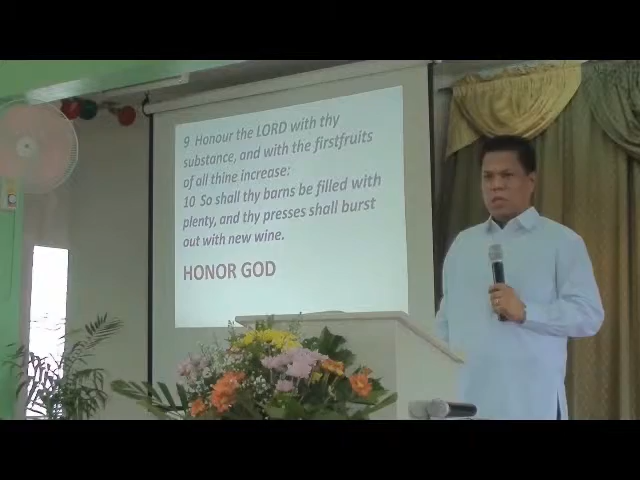 9 Honour the LORD with thy
substance, and with the firstfruits
of all thine increase:
10 So shall thy barns be filled with
plenty, and thy presses shall burst
out with new wine.
HONOR GOD